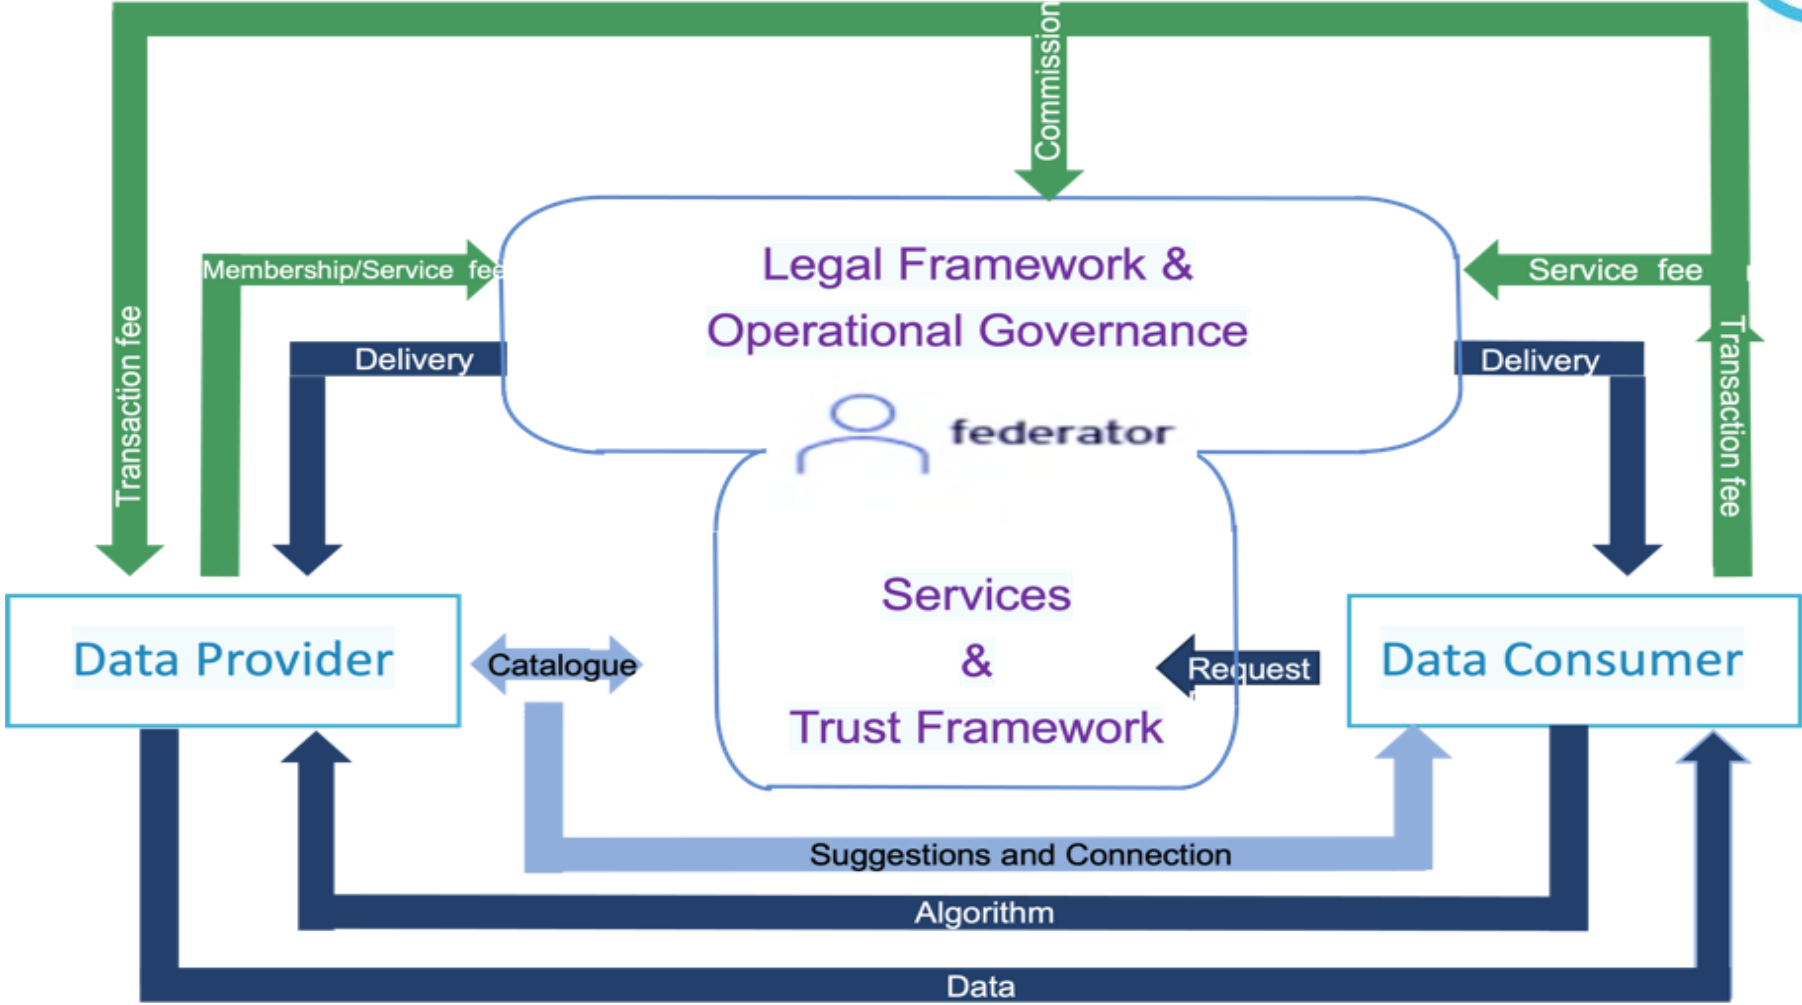 Commission
Legal Framework &
Operational Governance
Membership/Service fee
Service fee
Transaction fee
Delivery
Delivery
Transaction fee
federator
Services
&
Trust Framework
Data Provider
Catalogue
Request
Data Consumer
Suggestions and Connection
Algorithm
Data